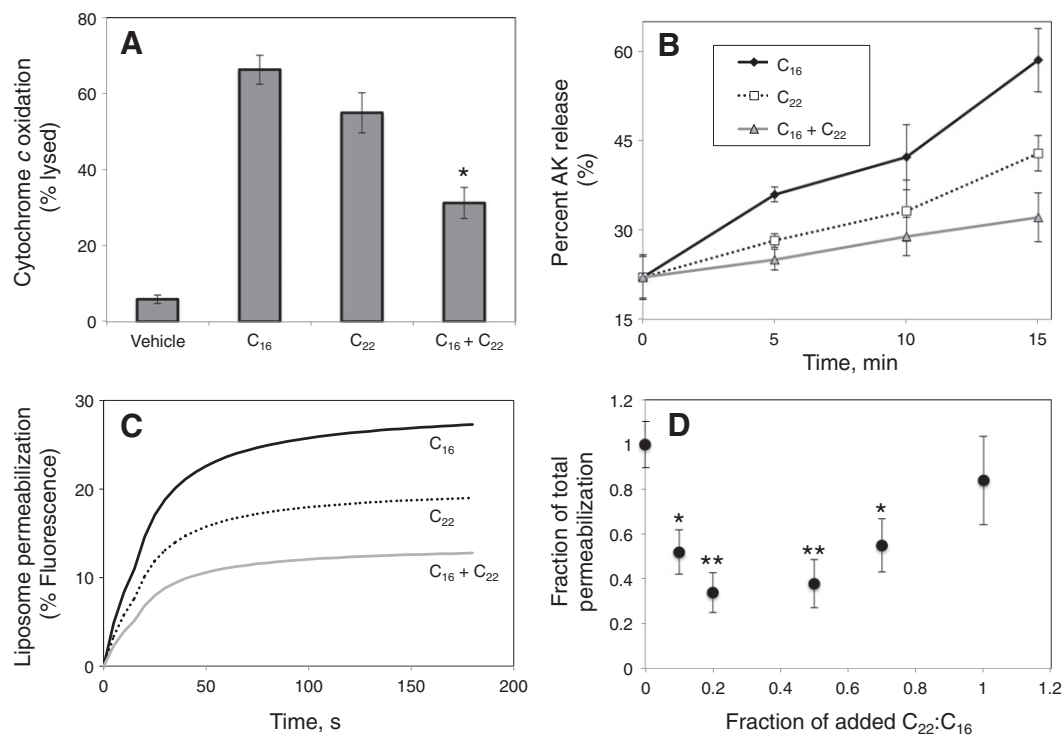 A
Cytochrome c oxidation
(% lysed)
80
60
40
20
0
*
Vehicle
C16
C22
C16 + C22
B
Percent AK release
(%)
60
45
30
15
C16
C22
C16 + C22
0
5
10
15
Time, min
C
Liposome permeabilization
(% Fluorescence)
30
20
10
0
C16
C22
C16 + C22
0
50
100
150
200
Time, s
D
Fraction of total
permeabilization
1.2
1
0.8
0.6
0.4
0.2
0
*
**
**
*
0
0.2
0.4
0.6
0.8
1
1.2
Fraction of added C22:C16